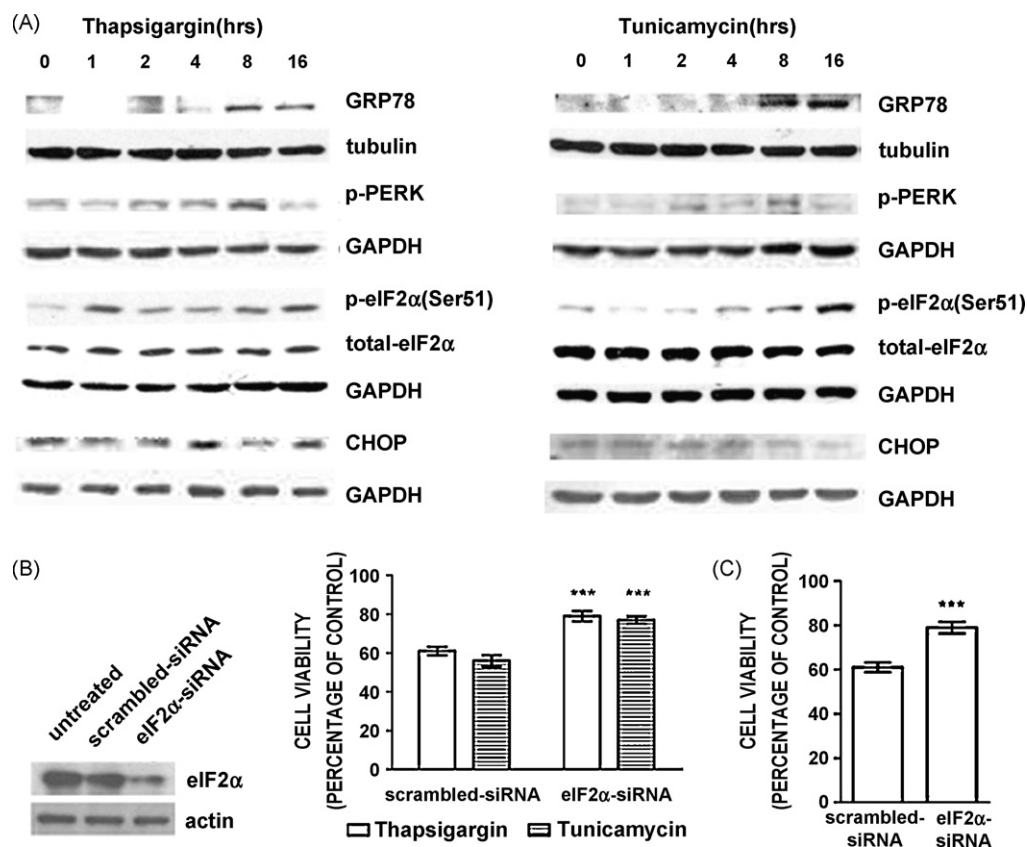 (A)
Thapsigargin(hrs)
0 1 2 4 8 16
GRP78
tubulin
p-PERK
GAPDH
p-eIF2α(Ser51)
total-eIF2α
GAPDH
CHOP
GAPDH
Tunicamycin(hrs)
0 1 2 4 8 16
GRP78
tubulin
p-PERK
GAPDH
p-eIF2α(Ser51)
total-eIF2α
GAPDH
CHOP
GAPDH
(B)
untreated
scrambled-siRNA
eIF2α-siRNA
eIF2α
actin
CELL VIABILITY
(PERCENTAGE OF CONTROL)
100
80
60
40
20
0
*** ***
scrambled-siRNA eIF2α-siRNA
Thapsigargin Tunicamycin
(C)
CELL VIABILITY
(PERCENTAGE OF CONTROL)
100
80
60
40
20
0
***
scrambled-
siRNA
eIF2α-
siRNA